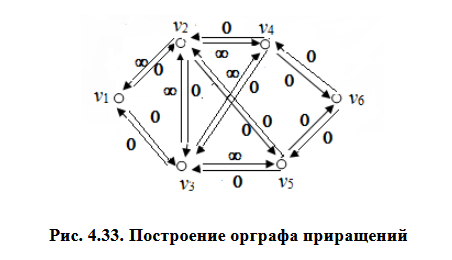 v2 0 v4
∞ 0 ∞ 0
∞ 0 ∞ 0 0
v1 v6
0 0 0 0
0 0
∞
v3 0 v5
Рис. 4.33. Построение орграфа приращений